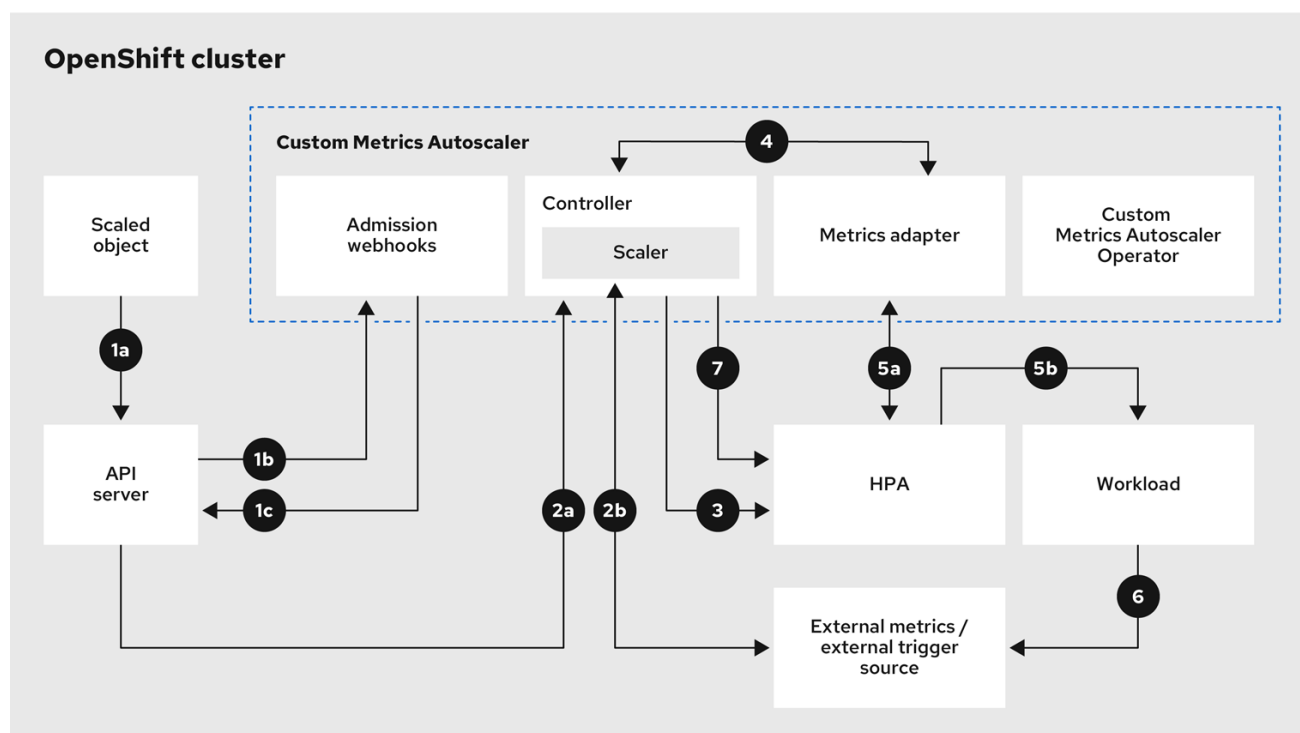 OpenShift cluster
Custom Metrics Autoscaler
4
Scaled
object
Admission
webhooks
Controller
Scaler
Metrics adapter
Custom
Metrics Autoscaler
Operator
1a
7
5a
5b
API
server
1b
1c
2a
2b
3
HPA
Workload
6
External metrics /
external trigger
source